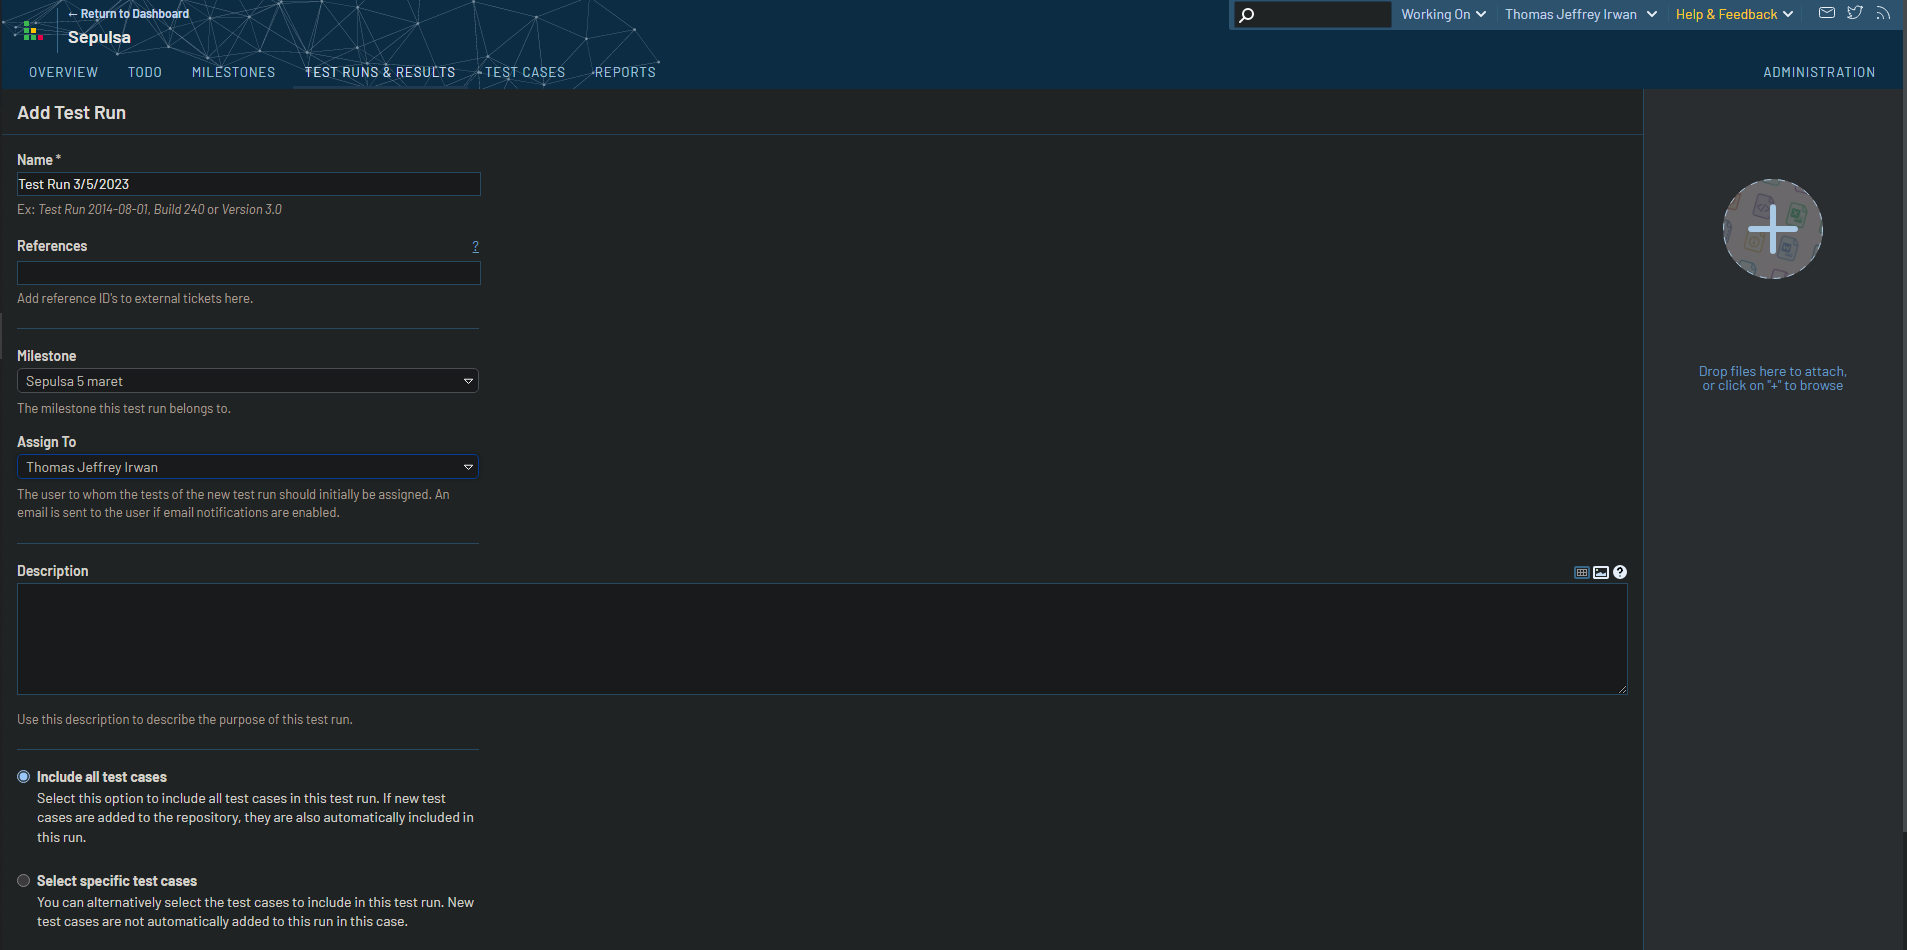 ← Return to Dashboard
Sepulsa
Working On
Thomas Jeffrey Irwan
Help & Feedback
OVERVIEW
TODO
MILESTONES
TEST RUNS & RESULTS
TEST CASES
REPORTS
ADMINISTRATION
Add Test Run
Name *
Test Run 3/5/2023
Ex: Test Run 2014-08-01, Build 240 or Version 3.0
References ?
Add reference ID's to external tickets here.
Milestone
Sepulsa 5 maret
The milestone this test run belongs to.
Assign To
Thomas Jeffrey Irwan
The user to whom the tests of the new test run should initially be assigned. An
email is sent to the user if email notifications are enabled.
Description
?
Use this description to describe the purpose of this test run.
Include all test cases
Select this option to include all test cases in this test run. If new test
cases are added to the repository, they are also automatically included in
this run.
Select specific test cases
You can alternatively select the test cases to include in this test run. New
test cases are not automatically added to this run in this case.
Drop files here to attach,
or click on "+" to browse